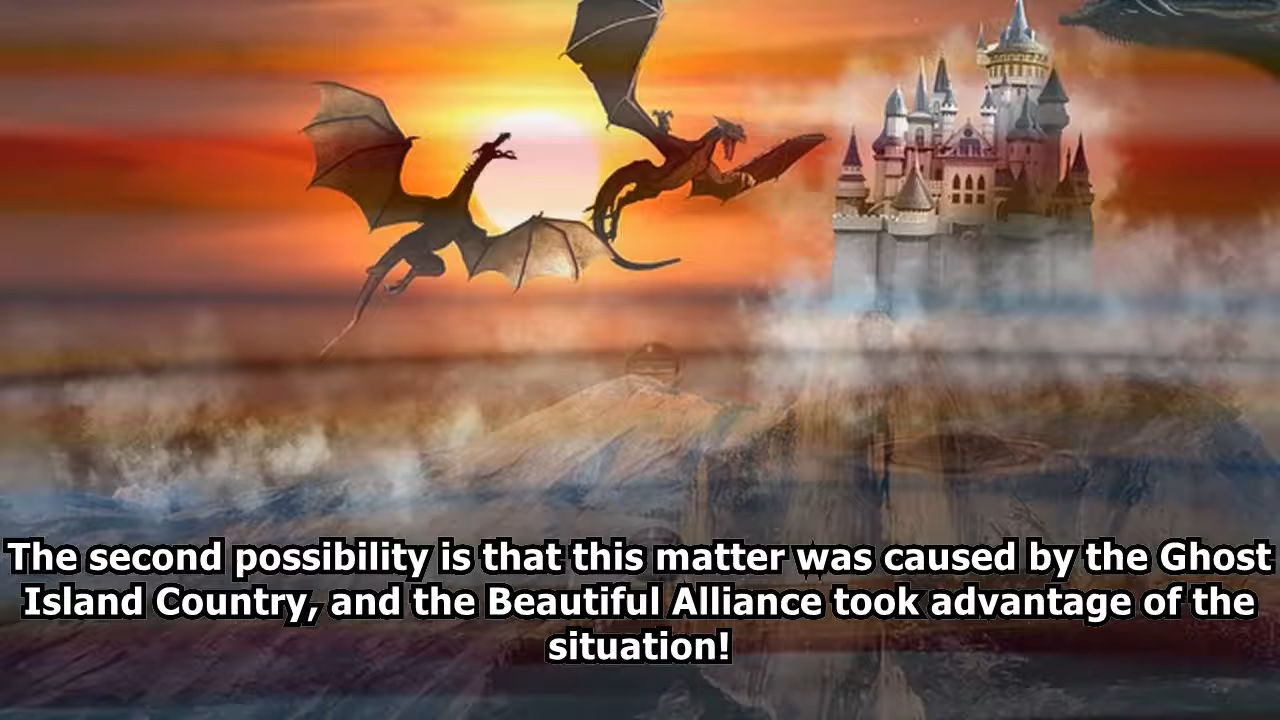 The second possibility is that this matter was caused by the Ghost
Island Country, and the Beautiful Alliance took advantage of the
situation!